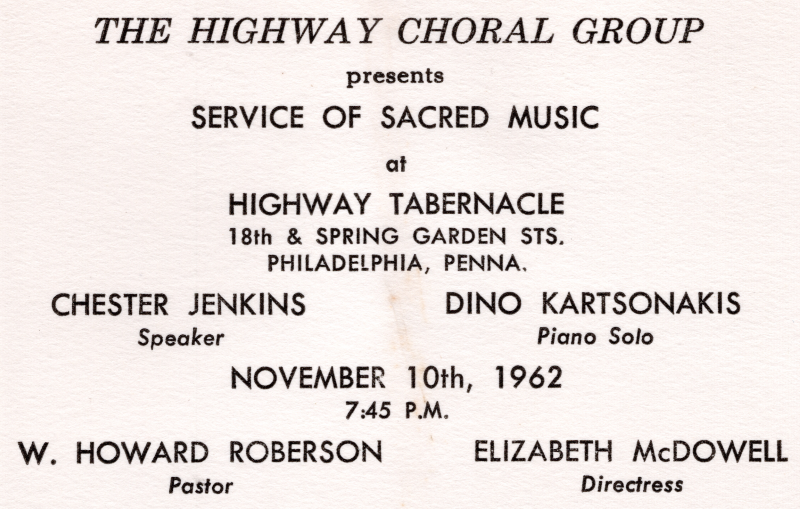 THE HIGHWAY CHORAL GROUP
presents
SERVICE OF SACRED MUSIC
at
HIGHWAY TABERNACLE
18th & SPRING GARDEN STS.
PHILADELPHIA, PENNA.
CHESTER JENKINS DINO KARTSONAKIS
Speaker Piano Solo
NOVEMBER 10th, 1962
7:45 P.M.
W. HOWARD ROBERSON ELIZABETH McDOWELL
Pastor Directress